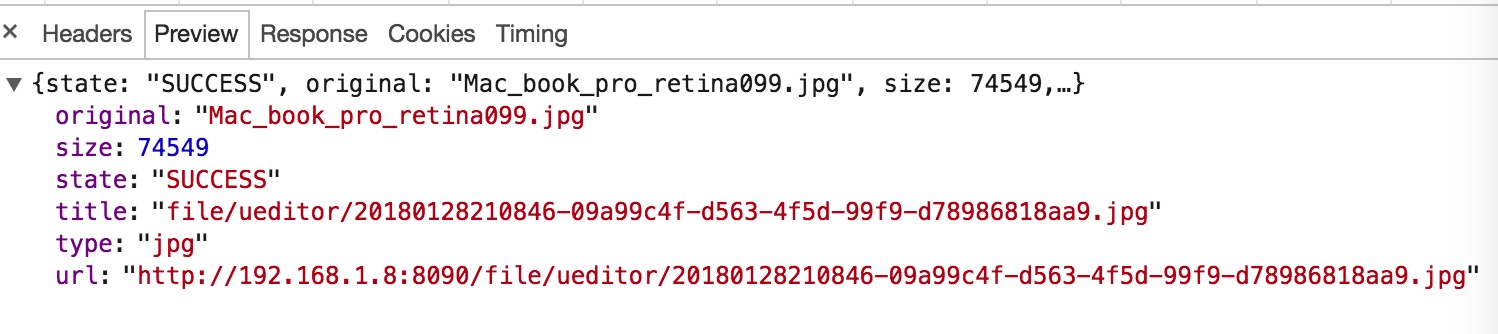 × Headers Preview Response Cookies Timing
▼ {state: "SUCCESS", original: "Mac_book_pro_retina099.jpg", size: 74549,…}
original: "Mac_book_pro_retina099.jpg"
size: 74549
state: "SUCCESS"
title: "file/ueditor/20180128210846-09a99c4f-d563-4f5d-99f9-d78986818aa9.jpg"
type: "jpg"
url: "http://192.168.1.8:8090/file/ueditor/20180128210846-09a99c4f-d563-4f5d-99f9-d78986818aa9.jpg"